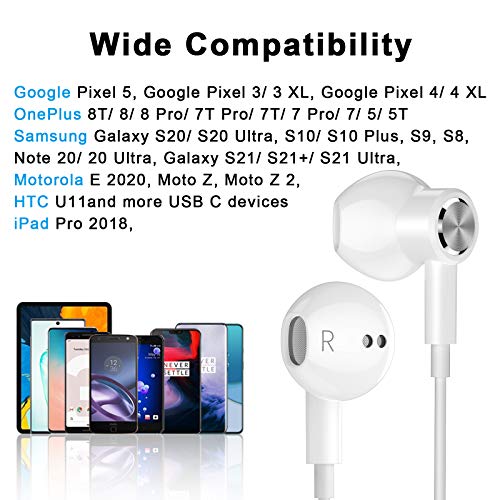 Wide Compatibility
Google Pixel 5, Google Pixel 3/ 3 XL, Google Pixel 4/ 4 XL
OnePlus 8T/ 8/ 8 Pro/ 7T Pro/ 7T/ 7 Pro/ 7/ 5/ 5T
Samsung Galaxy S20/ S20 Ultra, S10/ S10 Plus, S9, S8,
Note 20/ 20 Ultra, Galaxy S21/ S21+/ S21 Ultra,
Motorola E 2020, Moto Z, Moto Z 2,
HTC U11and more USB C devices
iPad Pro 2018,
R
NEVER
SETTLE